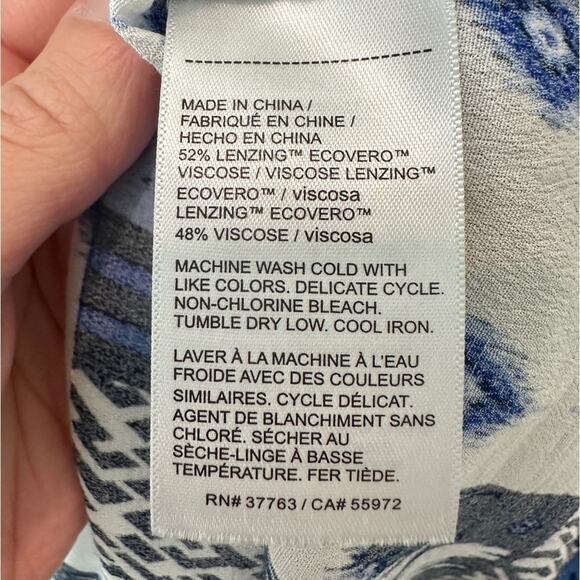 MADE IN CHINA /
FABRIQUÉ EN CHINE /
HECHO EN CHINA
52% LENZING™ ECOVERO™
VISCOSE / VISCOSE LENZING™
ECOVERO™ / viscosa
LENZING™ ECOVERO™
48% VISCOSE / viscosa
MACHINE WASH COLD WITH
LIKE COLORS. DELICATE CYCLE.
NON-CHLORINE BLEACH.
TUMBLE DRY LOW. COOL IRON.
LAVER À LA MACHINE À L'EAU
FROIDE AVEC DES COULEURS
SIMILAIRES. CYCLE DÉLICAT.
AGENT DE BLANCHIMENT SANS
CHLORÉ. SÉCHER AU
SÈCHE-LINGE À BASSE
TEMPÉRATURE. FER TIÈDE.
RN# 37763 / CA# 55972